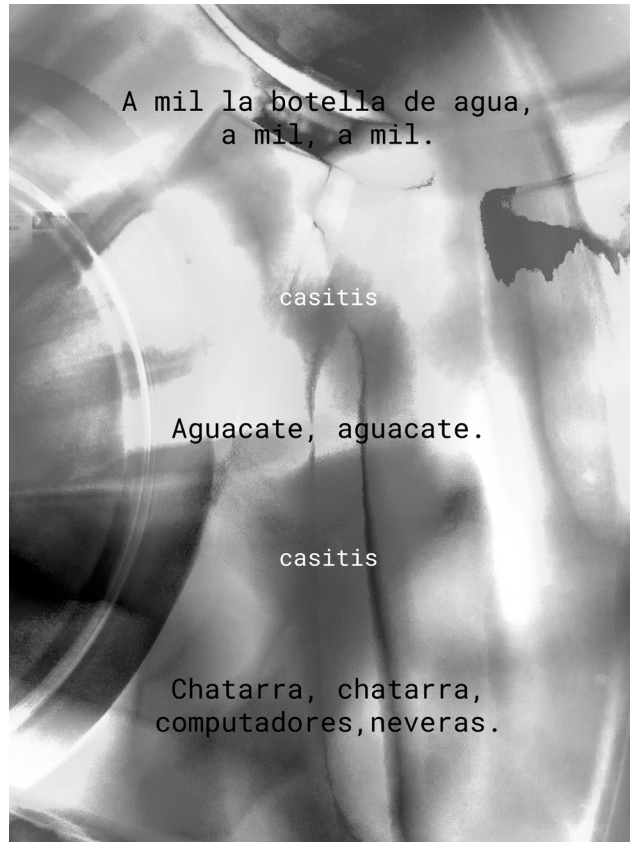 A mil la botella de agua,
a mil, a mil.
casitis
Aguacate, aguacate.
casitis
Chatarra, chatarra,
computadores,neveras.